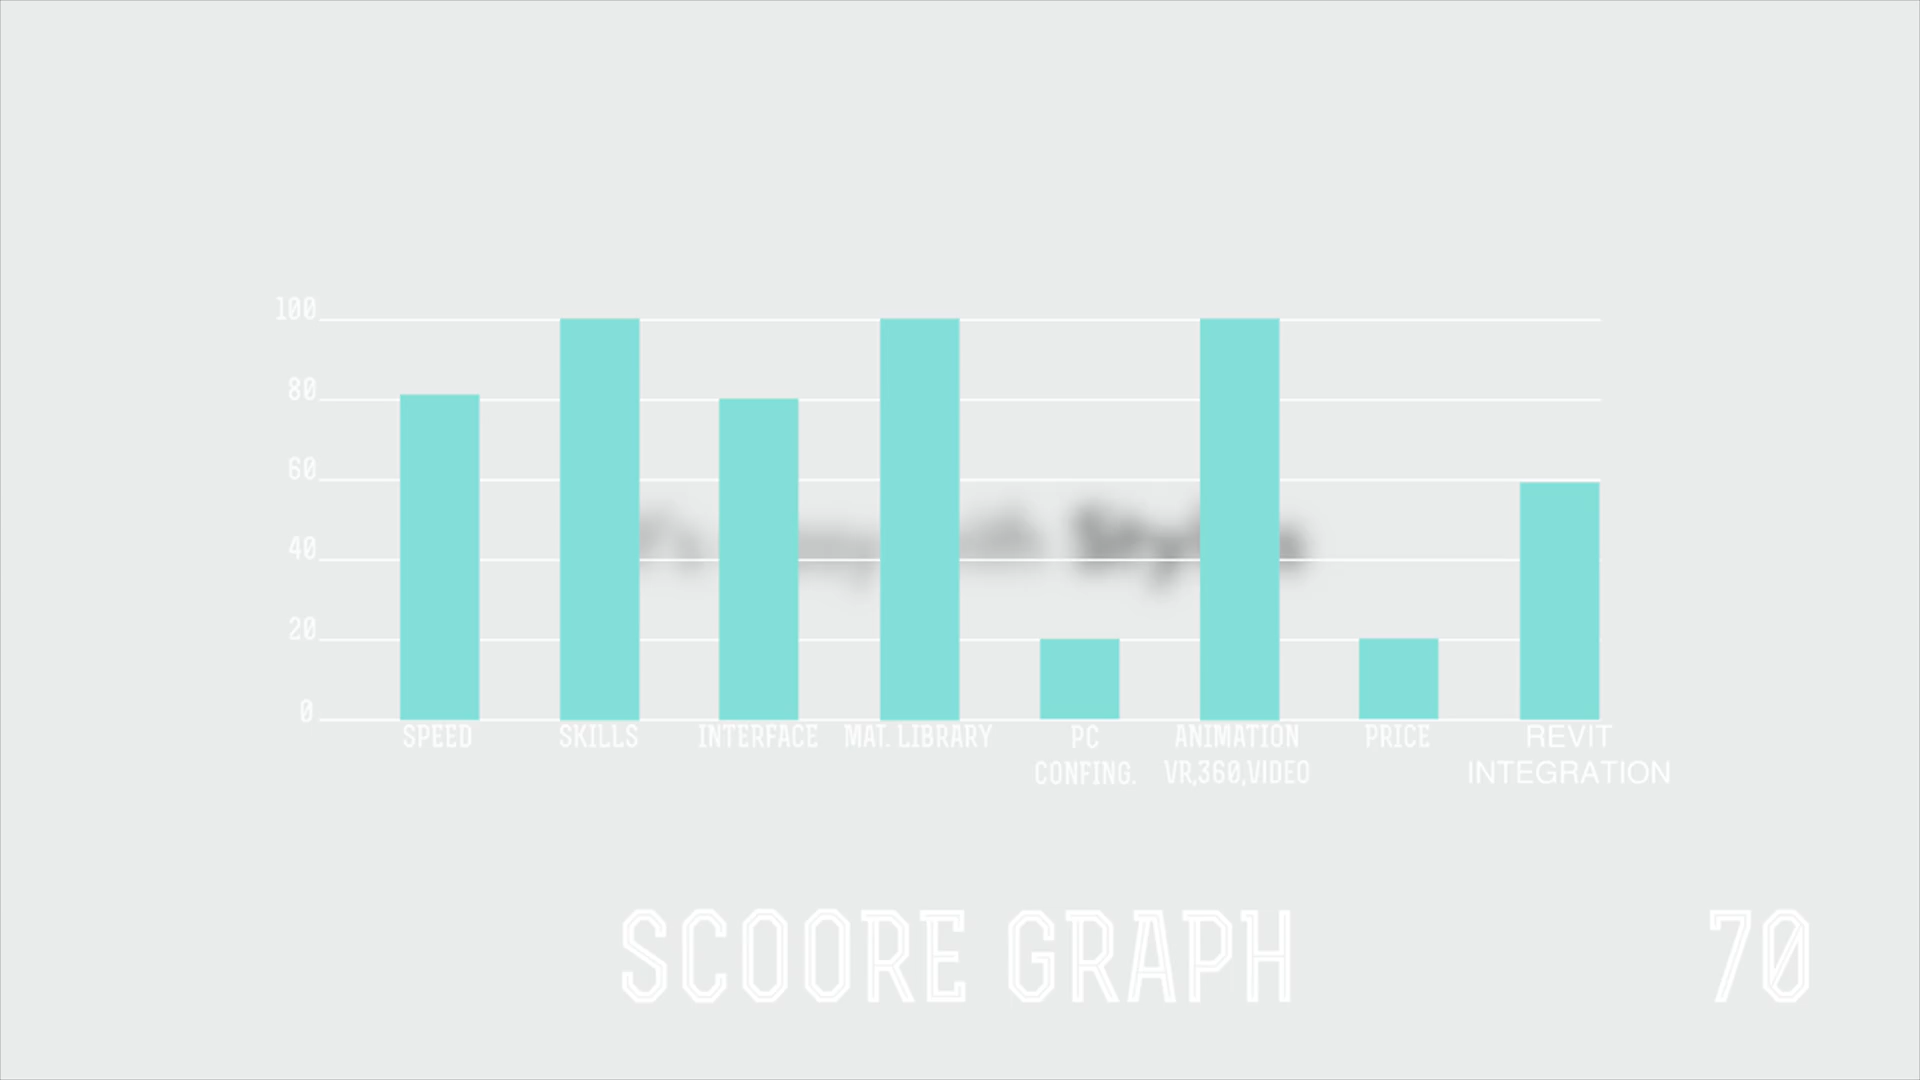 100
80
60
40
20
0
SPEED SKILLS INTERFACE MAT. LIBRARY PC ANIMATION PRICE REVIT
CONFING. VR,360,VIDEO INTEGRATION
SCOORE GRAPH 70